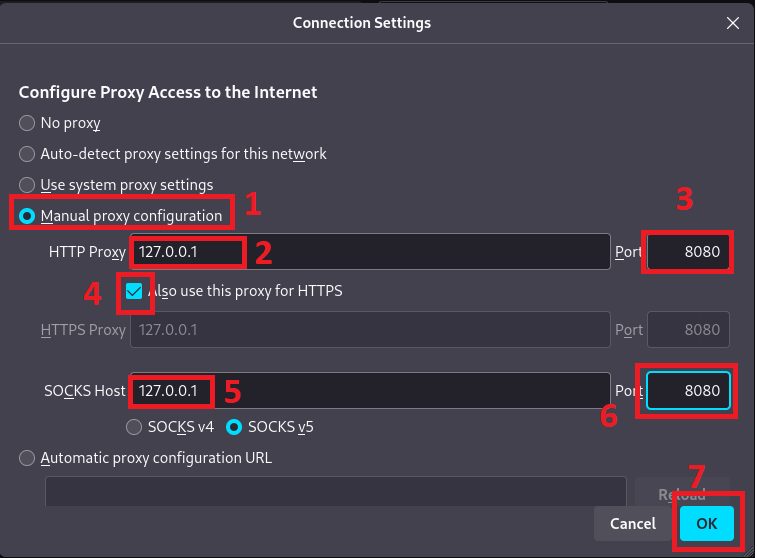 Connection Settings
Configure Proxy Access to the Internet
No proxy
Auto-detect proxy settings for this network
Use system proxy settings
Manual proxy configuration 1
3
HTTP Proxy 127.0.0.1 2 Port 8080
4 Also use this proxy for HTTPS
HTTPS Proxy 127.0.0.1 Port 8080
SOCKS Host 127.0.0.1 5 Port 8080
6
SOCKS v4 SOCKS v5
Automatic proxy configuration URL
7
Reload
Cancel OK